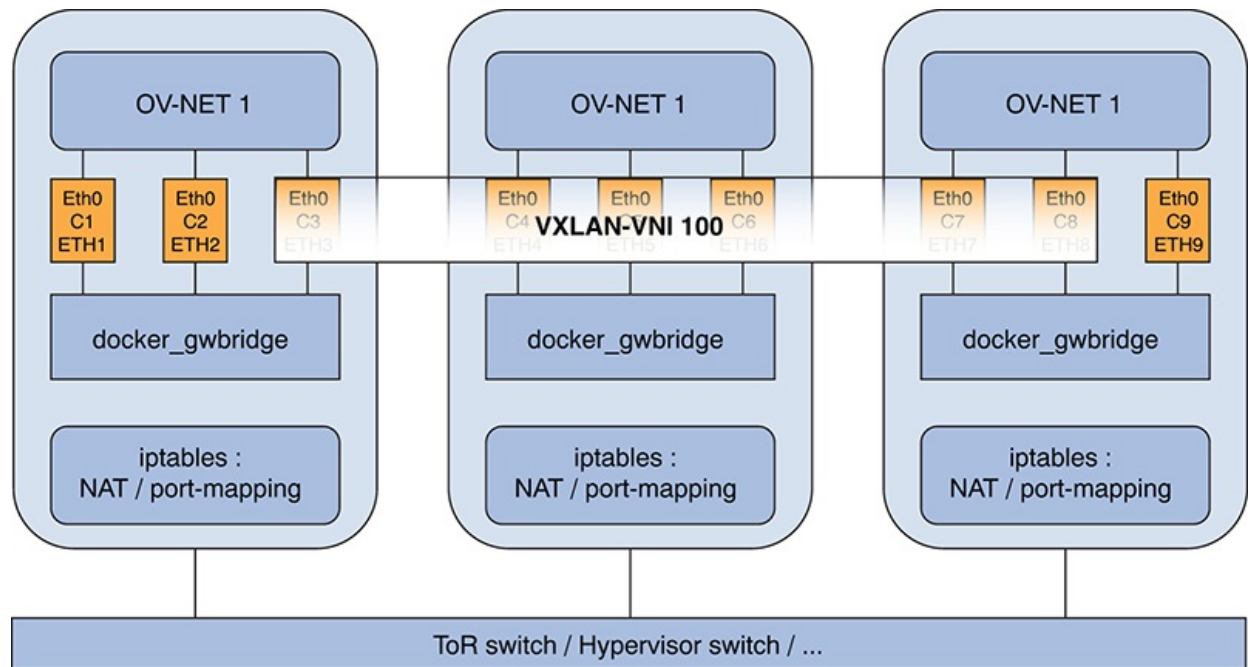 OV-NET 1
OV-NET 1
OV-NET 1
Eth0
C1
ETH1
Eth0
C2
ETH2
Eth0
C3
ETH3
Eth0
C4
ETH4
Eth0
ETH5
Eth0
C6
ETH6
Eth0
C7
ETH7
Eth0
C8
ETH8
Eth0
C9
ETH9
VXLAN-VNI 100
docker_gwbridge
docker_gwbridge
docker_gwbridge
iptables :
NAT / port-mapping
iptables :
NAT / port-mapping
iptables :
NAT / port-mapping
ToR switch / Hypervisor switch / ...